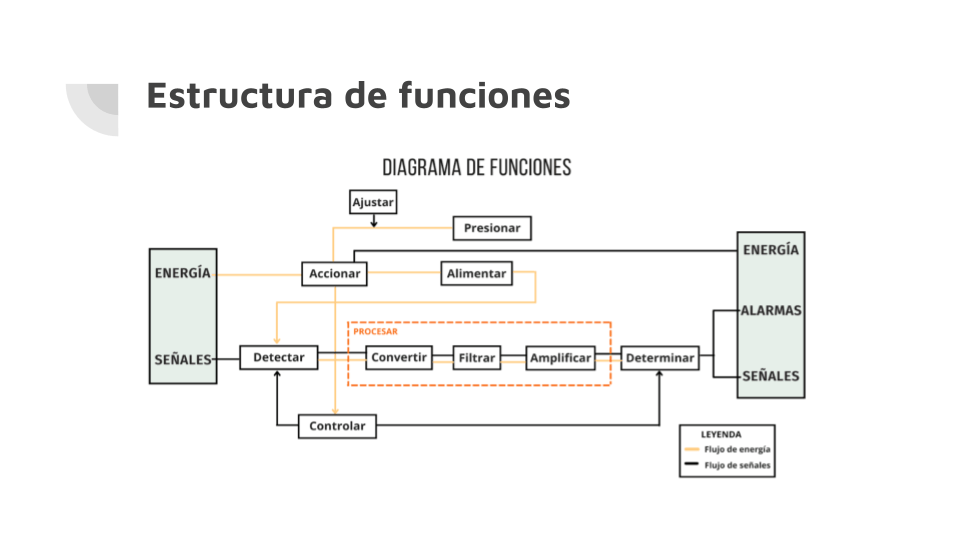 Estructura de funciones
DIAGRAMA DE FUNCIONES
Ajustar
Presionar
ENERGÍA
Accionar
Alimentar
ENERGÍA
ALARMAS
PROCESAR
SEÑALES
Detectar
Convertir
Filtrar
Amplificar
Determinar
SEÑALES
Controlar
LEYENDA
Flujo de energía
Flujo de señales